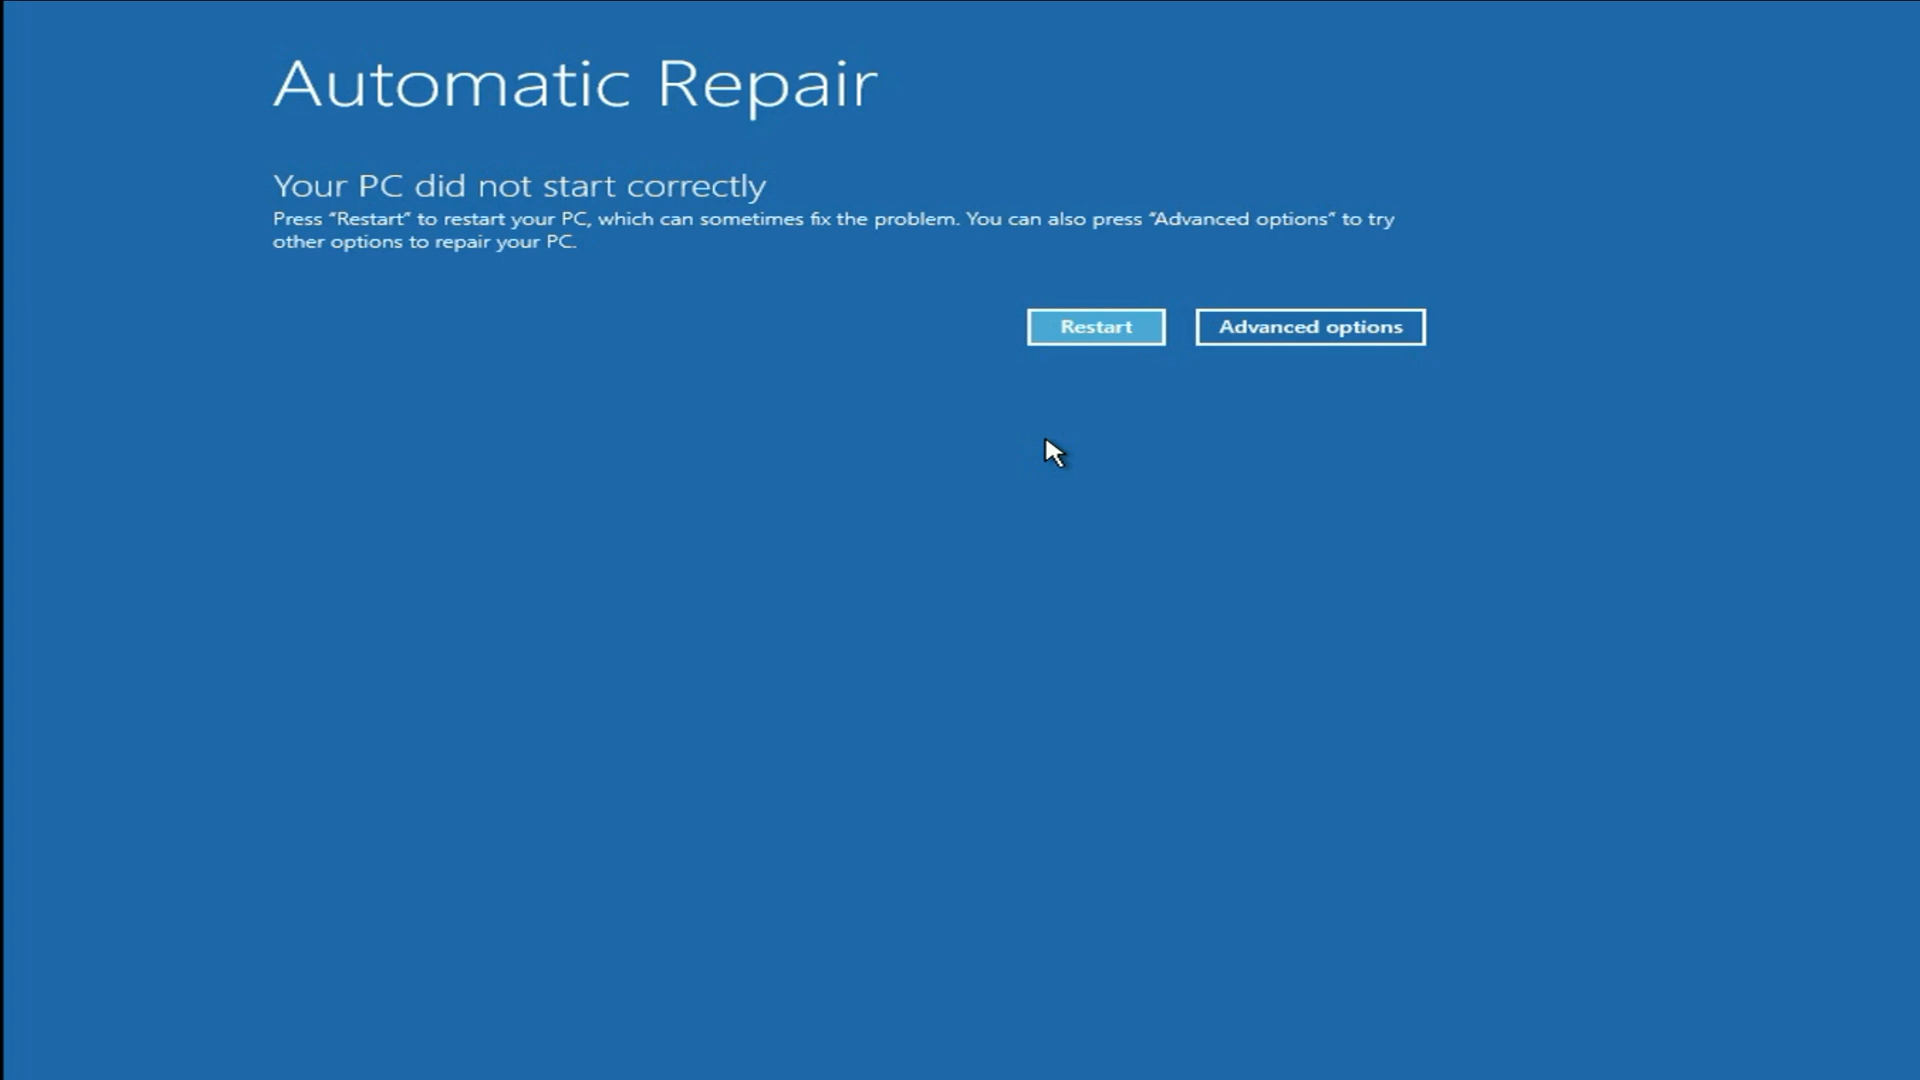 Automatic Repair
Your PC did not start correctly
Press “Restart” to restart your PC, which can sometimes fix the problem. You can also press “Advanced options” to try
other options to repair your PC.
Restart
Advanced options